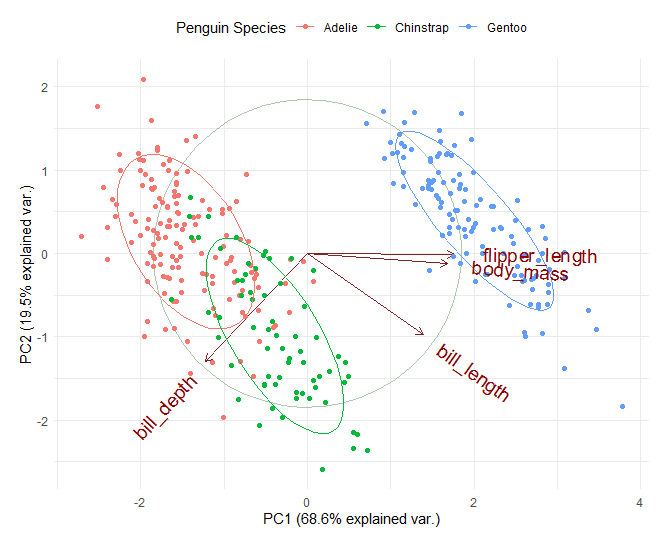 Penguin Species Adelie Chinstrap Gentoo
PC2 (19.5% explained var.)
2
1
0
-1
-2
flipper_length
body_mass
bill_length
bill_depth
-2 0 2 4
PC1 (68.6% explained var.)